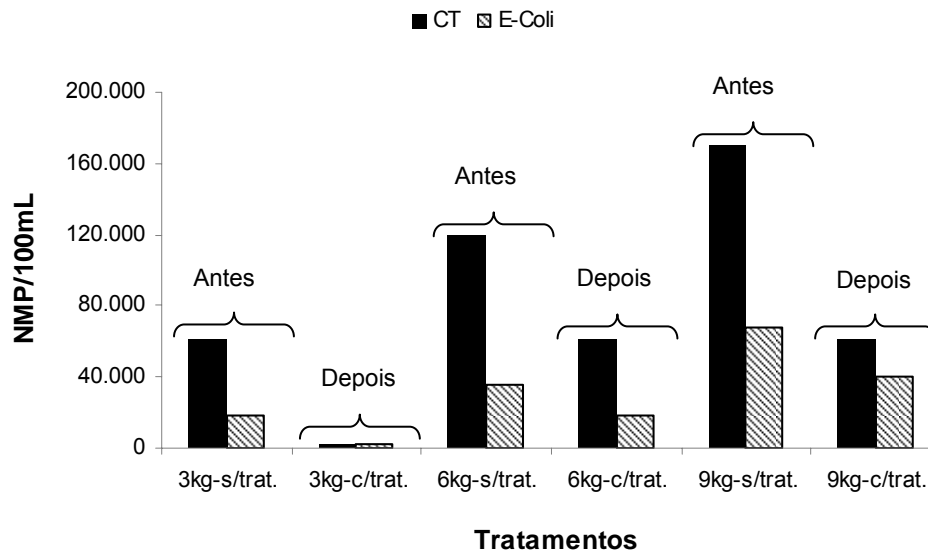 CT E-Coli
200.000
160.000
120.000
80.000
40.000
0
NMP/100mL
Antes
Depois
Antes
Depois
Antes
Depois
3kg-s/trat. 3kg-c/trat. 6kg-s/trat. 6kg-c/trat. 9kg-s/trat. 9kg-c/trat.
Tratamentos